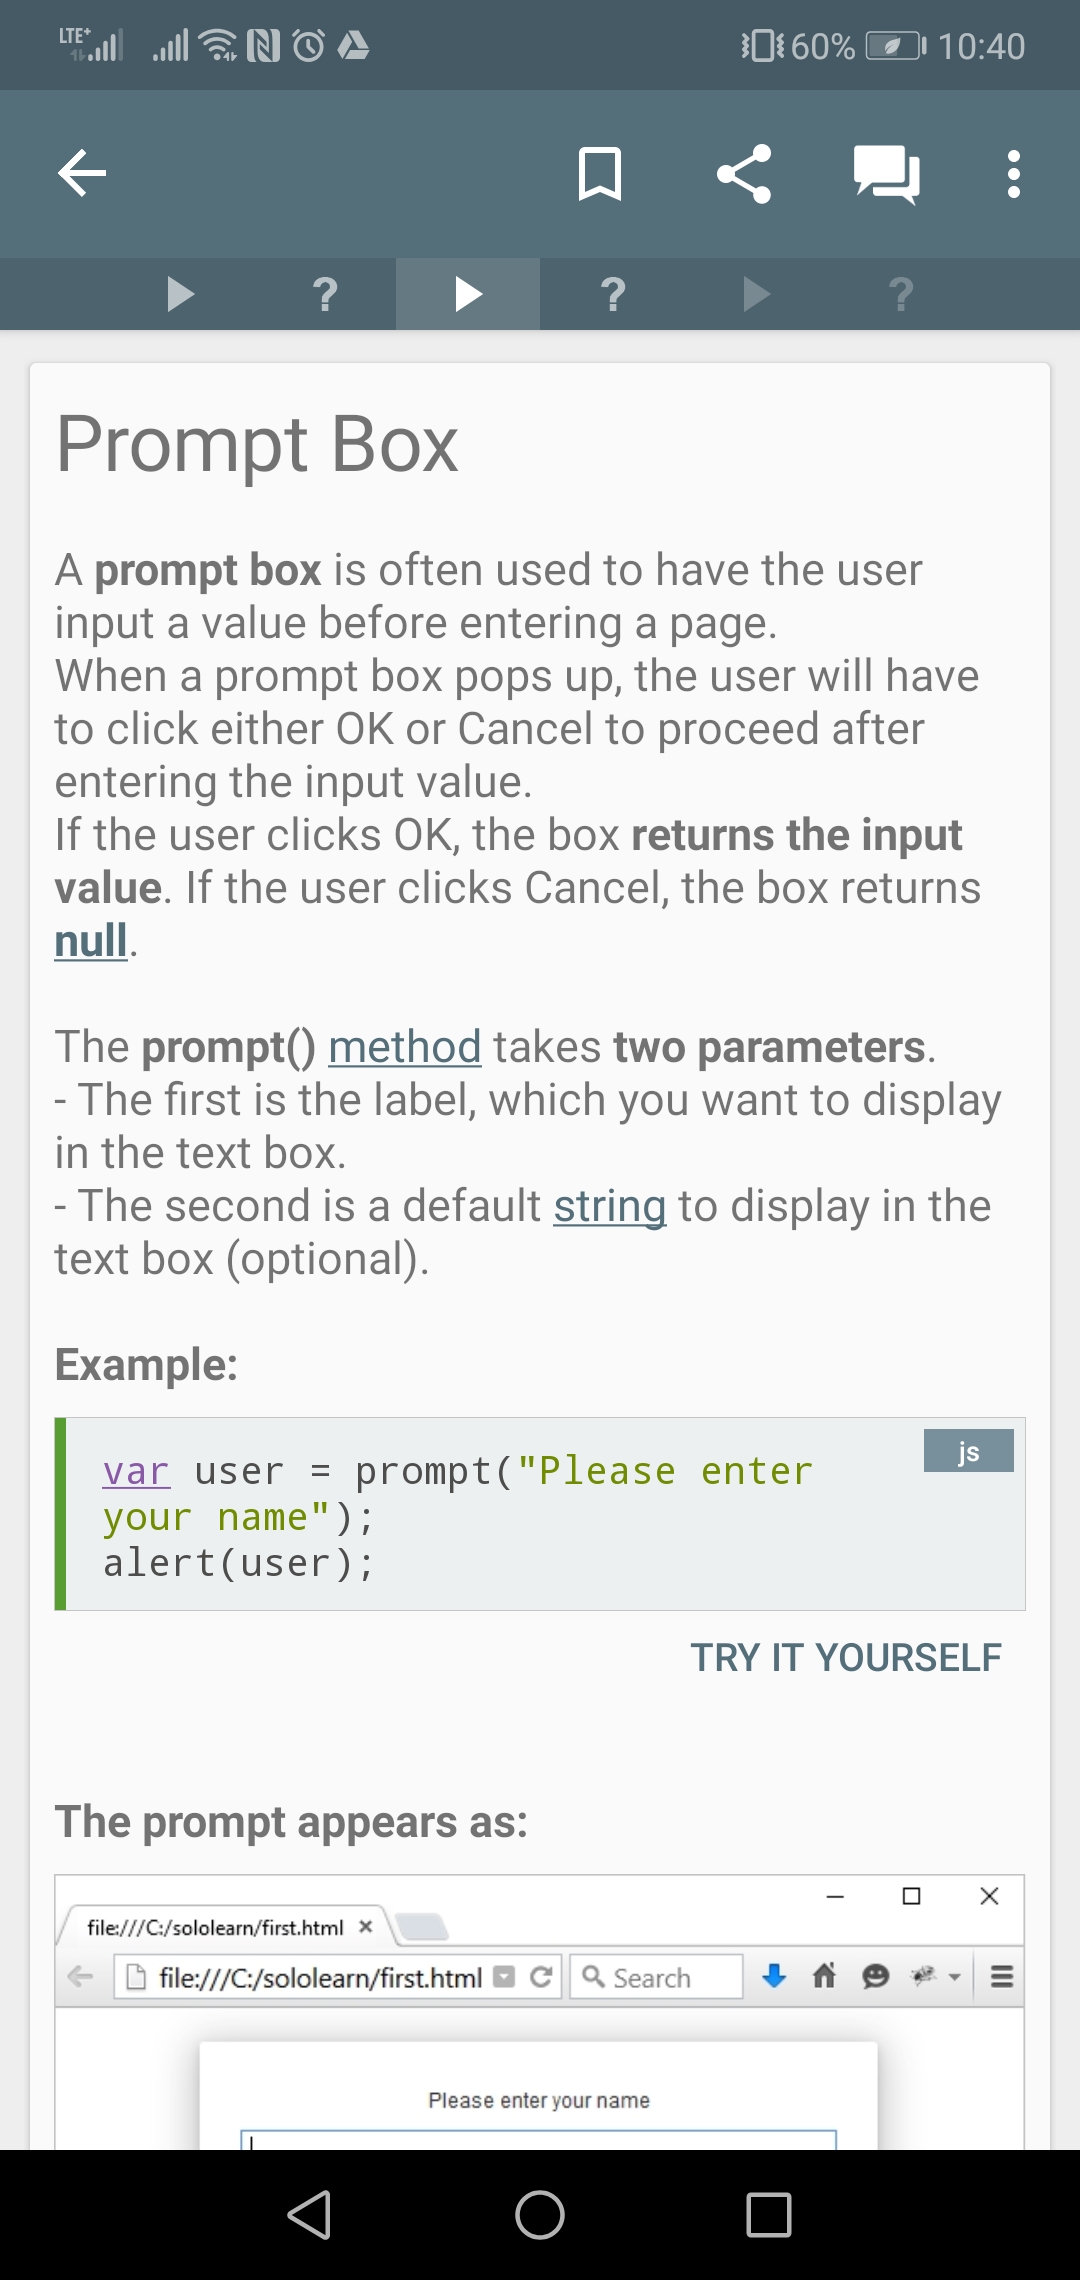 LTE+ 60% 10:40
? ? ?
Prompt Box
A prompt box is often used to have the user
input a value before entering a page.
When a prompt box pops up, the user will have
to click either OK or Cancel to proceed after
entering the input value.
If the user clicks OK, the box returns the input
value. If the user clicks Cancel, the box returns
null.
The prompt() method takes two parameters.
- The first is the label, which you want to display
in the text box.
- The second is a default string to display in the
text box (optional).
Example:
js
var user = prompt("Please enter
your name");
alert(user);
TRY IT YOURSELF
The prompt appears as:
file:///C:/sololearn/first.html
file:///C:/sololearn/first.html Search
Please enter your name